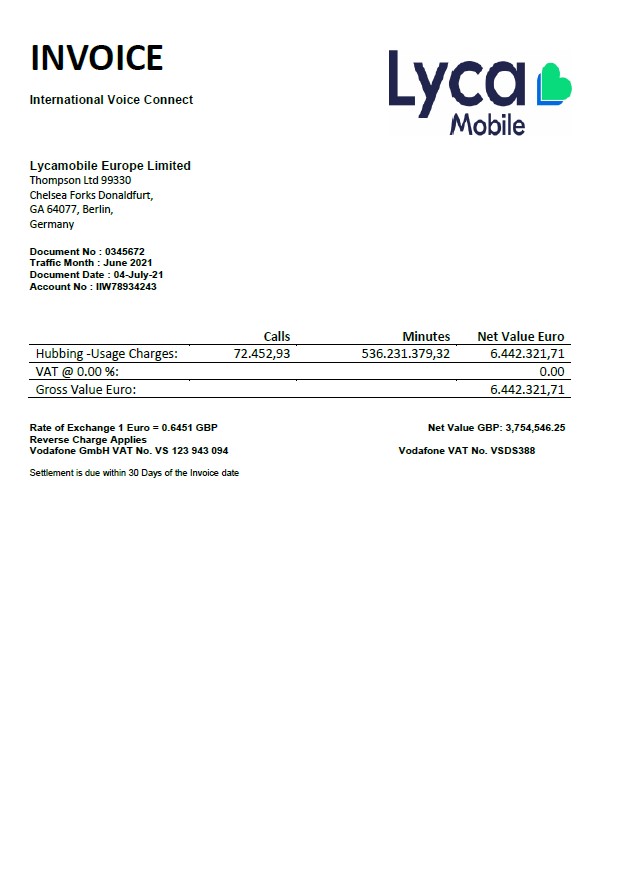 INVOICE
Lyca
Mobile
International Voice Connect
Lycamobile Europe Limited
Thompson Ltd 99330
Chelsea Forks Donaldfurt,
GA 64077, Berlin,
Germany
Document No : 0345672
Traffic Month : June 2021
Document Date : 04-July-21
Account No : IIW78934243
Calls Minutes Net Value Euro
Hubbing -Usage Charges: 72.452,93 536.231.379,32 6.442.321,71
VAT @ 0.00 %: 0.00
Gross Value Euro: 6.442.321,71
Rate of Exchange 1 Euro = 0.6451 GBP Net Value GBP: 3,754,546.25
Reverse Charge Applies
Vodafone GmbH VAT No. VS 123 943 094 Vodafone VAT No. VSDS388
Settlement is due within 30 Days of the Invoice date